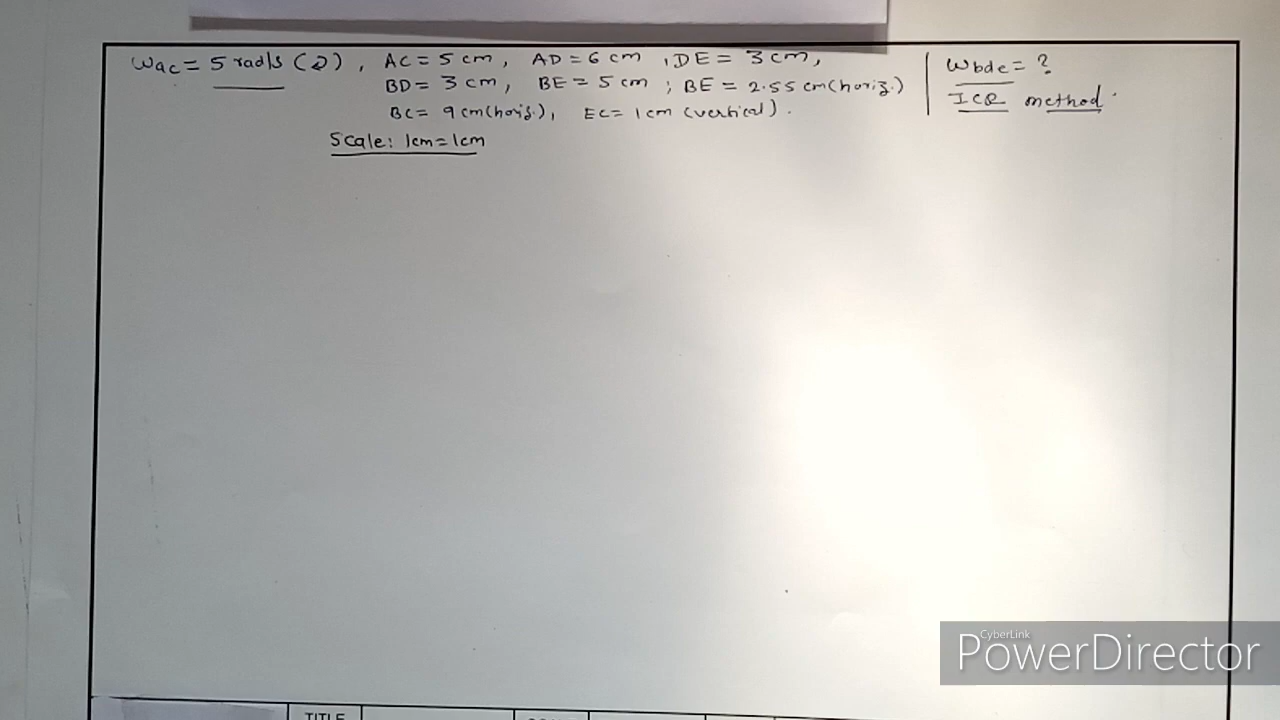 Wac = 5 rad/s (↻), AC = 5 cm, AD = 6 cm, DE = 3 cm,
BD = 3 cm, BE = 5 cm; BE = 2.55 cm (horiz.)
BC = 9 cm (horiz.), EC = 1 cm (vertical).
Scale: 1cm = 1cm
Wbde = ?
ICR method.
CyberLink
PowerDirector
TITLE